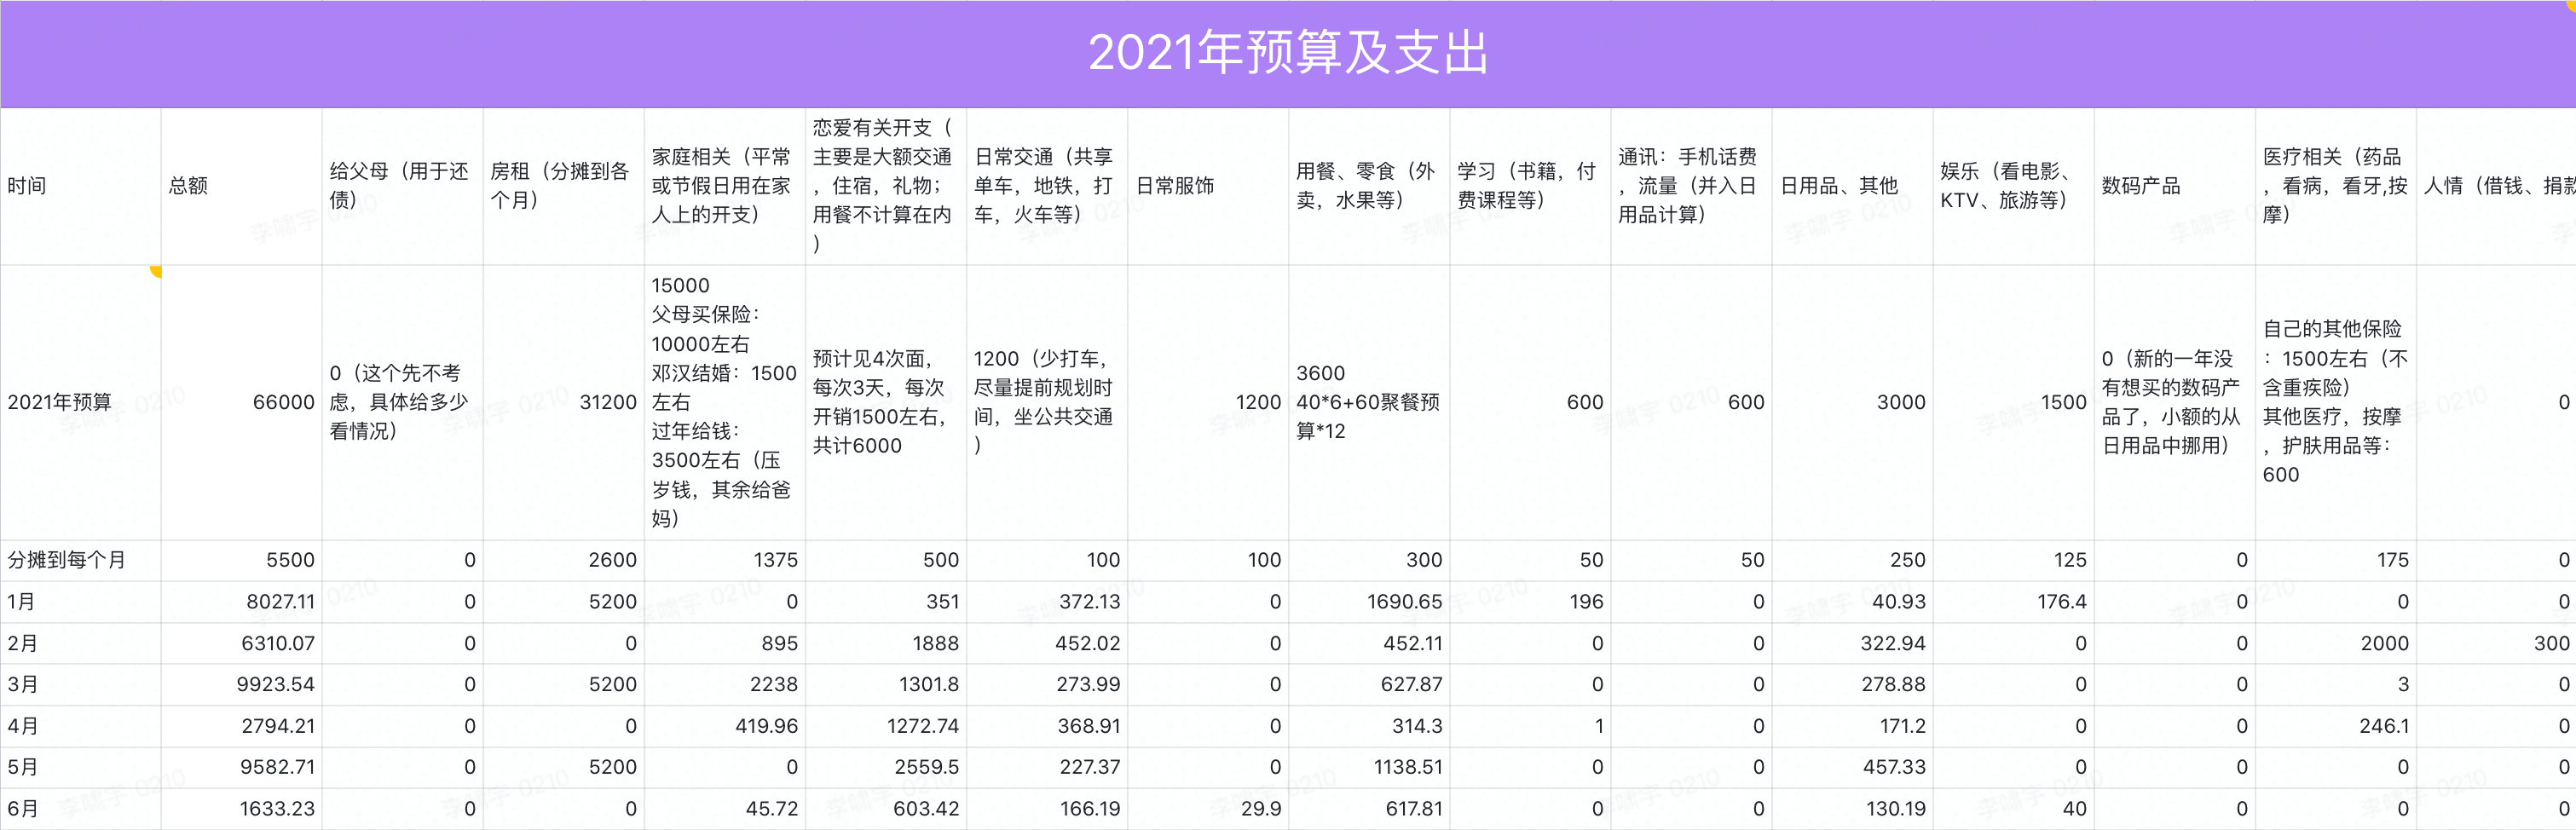 2021年预算及支出
时间
总额
给父母（用于还
债）
房租（分摊到各
个月）
家庭相关（平常
或节假日用在家
人上的开支）
恋爱有关开支（
主要是大额交通
，住宿，礼物；
用餐不计算在内
）
日常交通（共享
单车，地铁，打
车，火车等）
日常服饰
用餐、零食（外
卖，水果等）
学习（书籍，付
费课程等）
通讯：手机话费
，流量（并入日
用品计算）
日用品、其他
娱乐（看电影、
KTV、旅游等）
数码产品
医疗相关（药品
，看病，看牙,按
摩）
人情（借钱、捐款
2021年预算
66000
0（这个先不考
虑，具体给多少
看情况）
31200
15000
父母买保险：
10000左右
邓汉结婚：1500
左右
过年给钱：
3500左右（压
岁钱，其余给爸
妈）
预计见4次面，
每次3天，每次
开销1500左右，
共计6000
1200（少打车，
尽量提前规划时
间，坐公共交通
）
1200
3600
40*6+60聚餐预
算*12
600
600
3000
1500
0（新的一年没
有想买的数码产
品了，小额的从
日用品中挪用）
自己的其他保险
：1500左右（不
含重疾险）
其他医疗，按摩
，护肤用品等：
600
0
分摊到每个月 5500 0 2600 1375 500 100 100 300 50 50 250 125 0 175 0
1月 8027.11 0 5200 0 351 372.13 0 1690.65 196 0 40.93 176.4 0 0 0
2月 6310.07 0 0 895 1888 452.02 0 452.11 0 0 322.94 0 0 2000 300
3月 9923.54 0 5200 2238 1301.8 273.99 0 627.87 0 0 278.88 0 0 3 0
4月 2794.21 0 0 419.96 1272.74 368.91 0 314.3 1 0 171.2 0 0 246.1 0
5月 9582.71 0 5200 0 2559.5 227.37 0 1138.51 0 0 457.33 0 0 0 0
6月 1633.23 0 0 45.72 603.42 166.19 29.9 617.81 0 0 130.19 40 0 0 0
李啸宇 0210